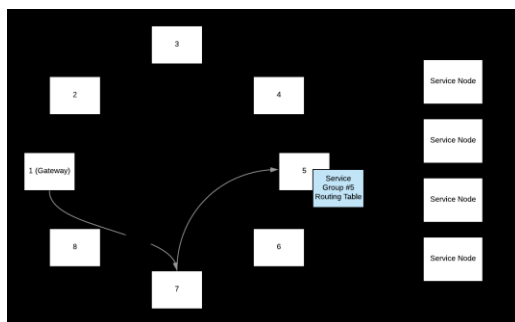 3
2
4
Service Node
Service Node
1 (Gateway)
5
Service
Group #5
Routing Table
Service Node
8
6
Service Node
7